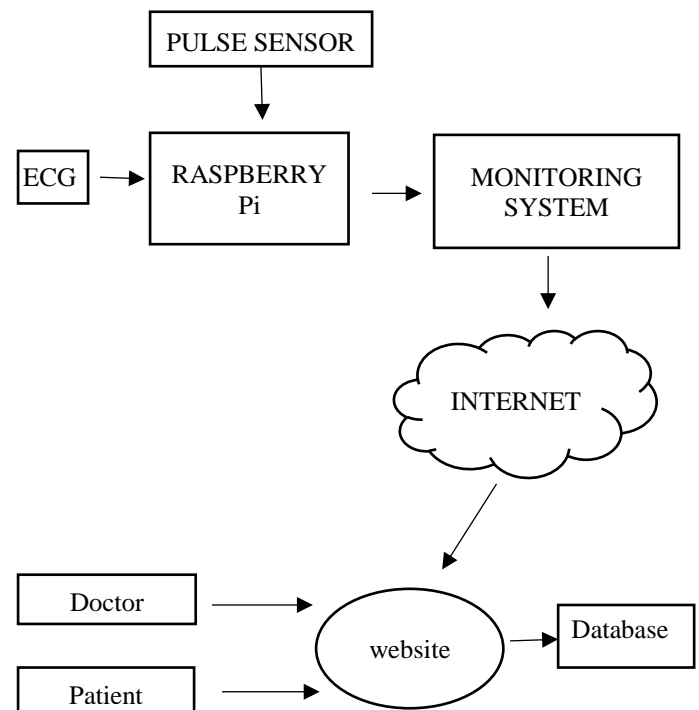 PULSE SENSOR
ECG
RASPBERRY
Pi
MONITORING
SYSTEM
INTERNET
Doctor
website
Database
Patient